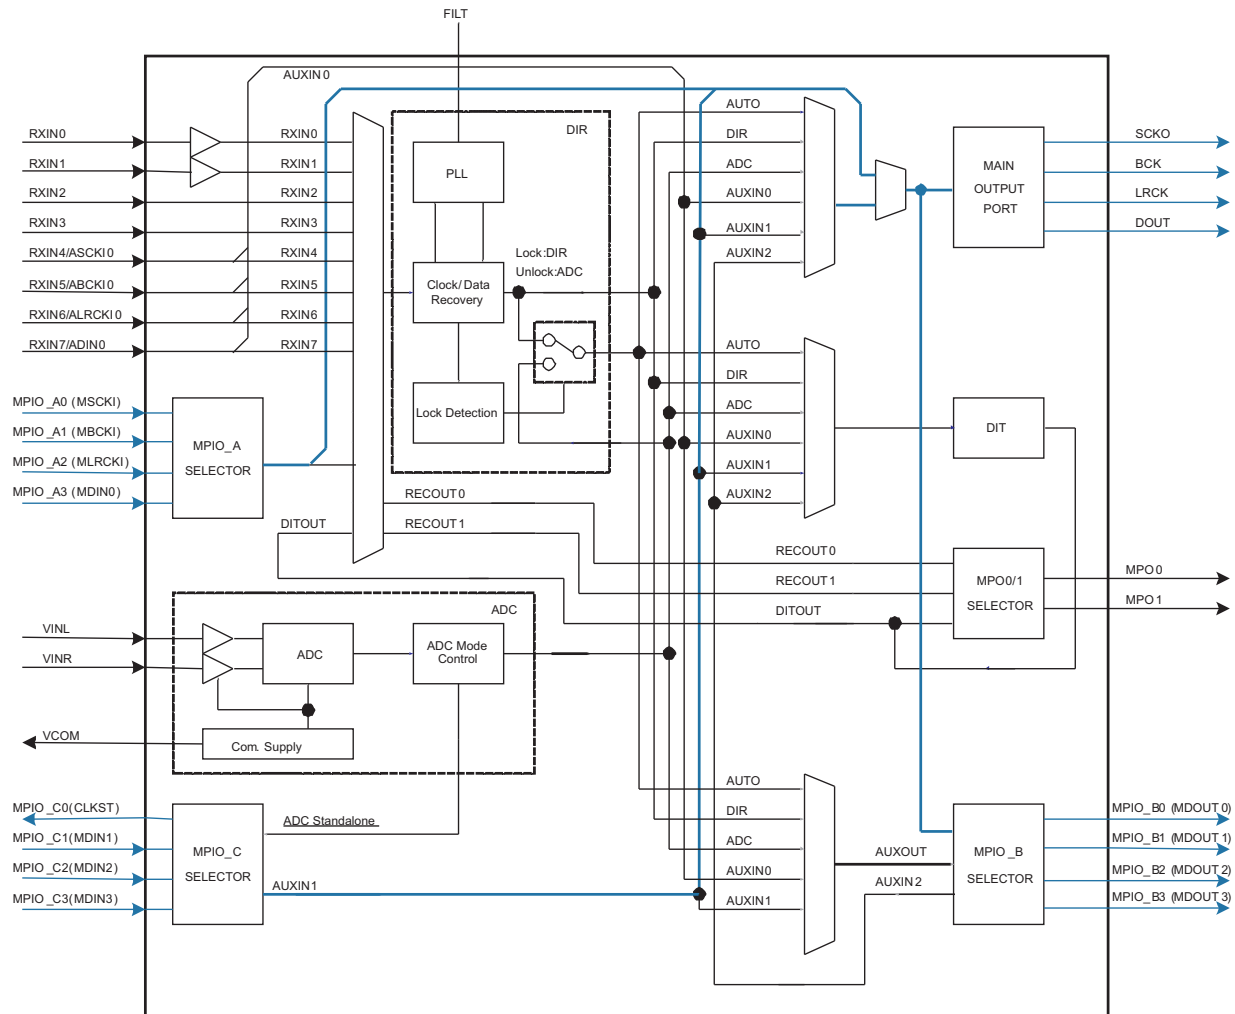 FILT
AUXIN0
RXIN0
RXIN1
RXIN2
RXIN3
RXIN4/ASCKI0
RXIN5/ABCKI0
RXIN6/ALRCKI0
RXIN7/ADIN0
RXIN0
RXIN1
RXIN2
RXIN3
RXIN4
RXIN5
RXIN6
RXIN7
DIR
PLL
Clock/Data
Recovery
Lock Detection
Lock:DIR
Unlock:ADC
AUTO
DIR
ADC
AUXIN0
AUXIN1
AUXIN2
MAIN
OUTPUT
PORT
SCKO
BCK
LRCK
DOUT
MPIO_A0 (MSCKI)
MPIO_A1 (MBCKI)
MPIO_A2 (MLRCKI)
MPIO_A3 (MDIN0)
MPIO_A
SELECTOR
AUTO
DIR
ADC
AUXIN0
AUXIN1
AUXIN2
DIT
RECOUT0
RECOUT1
DITOUT
RECOUT0
RECOUT1
DITOUT
MPO0/1
SELECTOR
MPO0
MPO1
ADC
VINL
VINR
ADC
ADC Mode
Control
VCOM
Com. Supply
MPIO_C0(CLKST)
MPIO_C1(MDIN1)
MPIO_C2(MDIN2)
MPIO_C3(MDIN3)
MPIO_C
SELECTOR
ADC Standalone
AUXIN1
AUTO
DIR
ADC
AUXIN0
AUXIN1
AUXOUT
AUXIN2
MPIO_B
SELECTOR
MPIO_B0 (MDOUT0)
MPIO_B1 (MDOUT1)
MPIO_B2 (MDOUT2)
MPIO_B3 (MDOUT3)